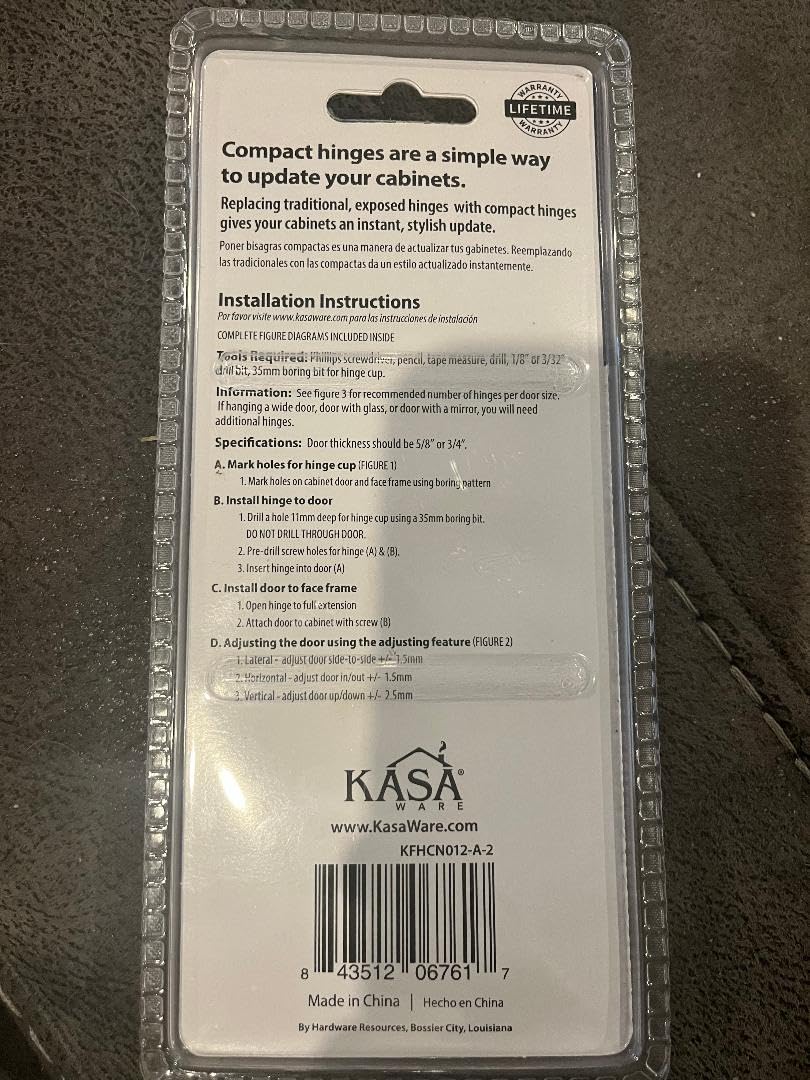 WARRANTY
LIFETIME
WARRANTY
Compact hinges are a simple way
to update your cabinets.
Replacing traditional, exposed hinges with compact hinges
gives your cabinets an instant, stylish update.
Poner bisagras compactas es una manera de actualizar tus gabinetes. Reemplazando
las tradicionales con las compactas da un estilo actualizado instantemente.
Installation Instructions
Por favor visite www.kasaware.com para las instrucciones de instalación
COMPLETE FIGURE DIAGRAMS INCLUDED INSIDE
Tools Required: Phillips screwdriver, pencil, tape measure, drill, 1/8" or 3/32"
drill bit, 35mm boring bit for hinge cup.
Information: See figure 3 for recommended number of hinges per door size.
If hanging a wide door, door with glass, or door with a mirror, you will need
additional hinges.
Specifications: Door thickness should be 5/8" or 3/4".
A. Mark holes for hinge cup (FIGURE 1)
1. Mark holes on cabinet door and face frame using boring pattern
B. Install hinge to door
1. Drill a hole 11mm deep for hinge cup using a 35mm boring bit.
DO NOT DRILL THROUGH DOOR.
2. Pre-drill screw holes for hinge (A) & (B).
3. Insert hinge into door (A)
C. Install door to face frame
1. Open hinge to full extension
2. Attach door to cabinet with screw (B)
D. Adjusting the door using the adjusting feature (FIGURE 2)
1. Lateral - adjust door side-to-side +/- 1.5mm
2. Horizontal - adjust door in/out +/- 1.5mm
3. Vertical - adjust door up/down +/- 2.5mm
KASA®
WARE
www.KasaWare.com
KFHCN012-A-2
8 43512 06761 7
Made in China | Hecho en China
By Hardware Resources, Bossier City, Louisiana